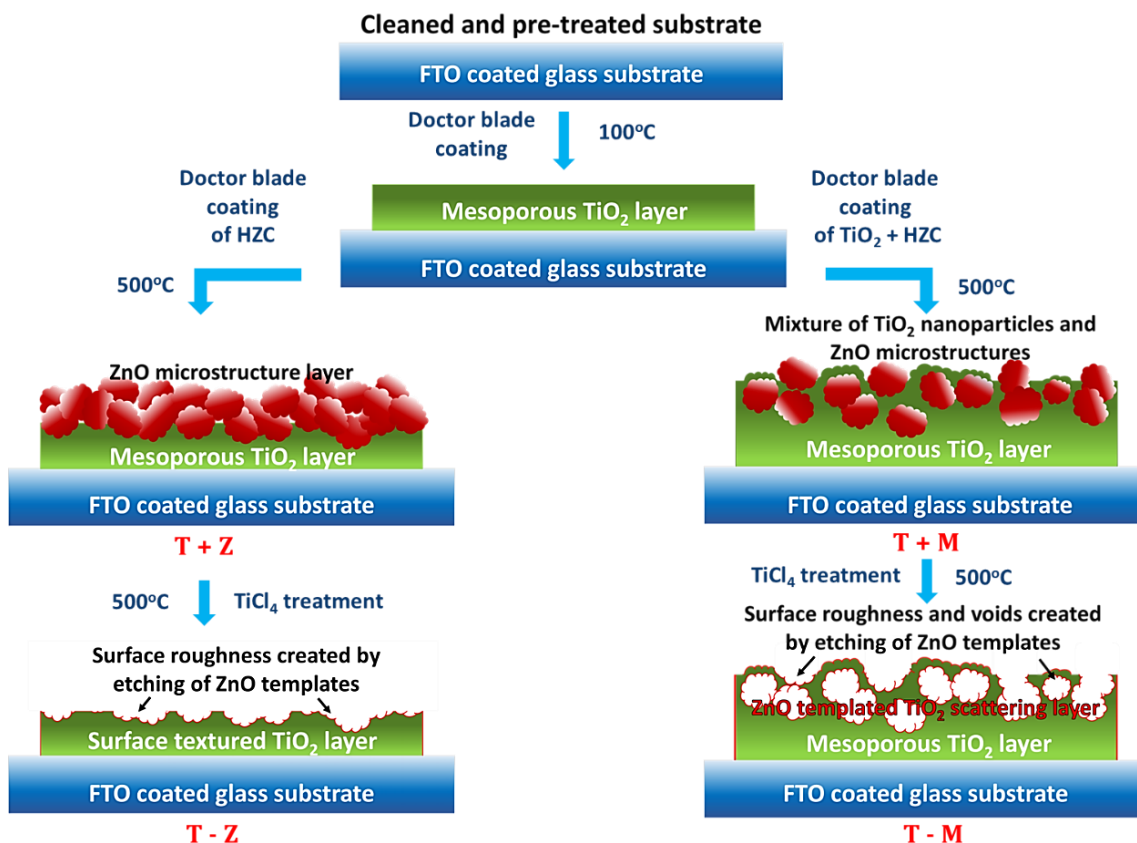 Cleaned and pre-treated substrate
FTO coated glass substrate
Doctor blade
coating
100°C
Mesoporous TiO₂ layer
FTO coated glass substrate
Doctor blade
coating
of HZC
500°C
Doctor blade
coating
of TiO₂ + HZC
500°C
ZnO microstructure layer
Mesoporous TiO₂ layer
FTO coated glass substrate
T + Z
Mixture of TiO₂ nanoparticles and
ZnO microstructures
Mesoporous TiO₂ layer
FTO coated glass substrate
T + M
500°C
TiCl₄ treatment
Surface roughness created by
etching of ZnO templates
Surface textured TiO₂ layer
FTO coated glass substrate
T - Z
TiCl₄ treatment
500°C
Surface roughness and voids created
by etching of ZnO templates
ZnO templated TiO₂ scattering layer
Mesoporous TiO₂ layer
FTO coated glass substrate
T - M